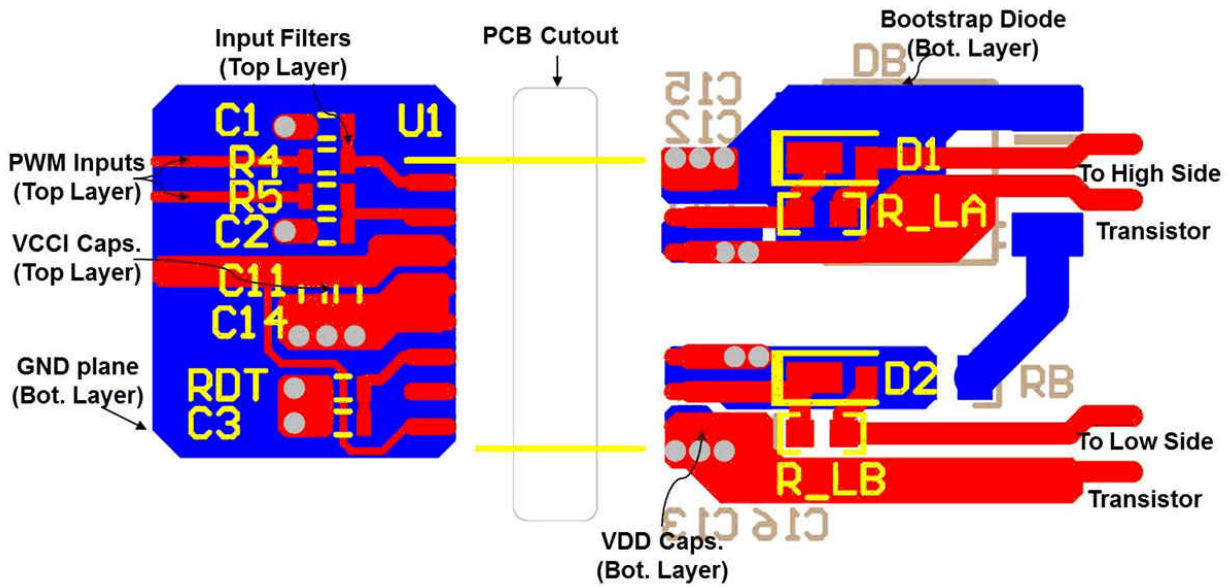 Input Filters
(Top Layer)
PCB Cutout
Bootstrap Diode
(Bot. Layer)
DB
C15
C12
C1
U1
PWM Inputs
(Top Layer)
R4
R5
C2
D1
R_LA
To High Side
Transistor
VCCI Caps.
(Top Layer)
C11
C14
GND plane
(Bot. Layer)
RDT
C3
D2
RB
To Low Side
R_LB
Transistor
C13
C16
VDD Caps.
(Bot. Layer)